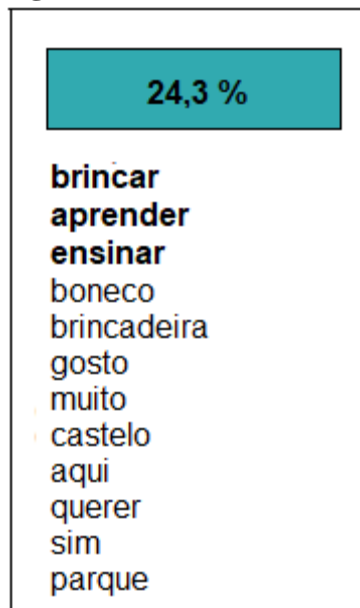 24,3 %
brincar
aprender
ensinar
boneco
brincadeira
gosto
muito
castelo
aqui
querer
sim
parque